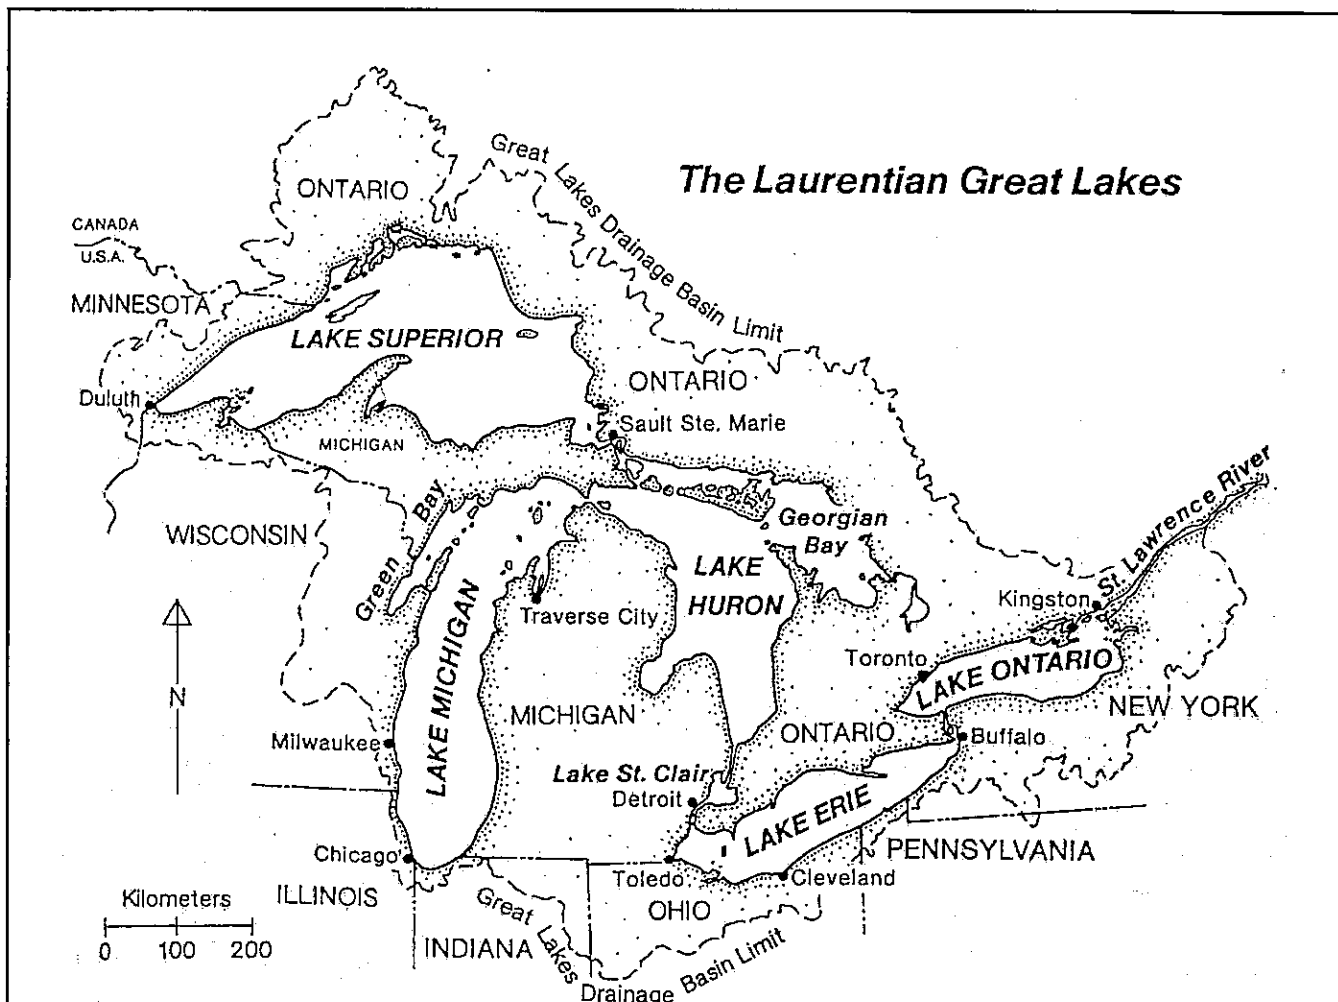 The Laurentian Great Lakes
Great Lakes Drainage Basin Limit
ONTARIO
CANADA
U.S.A.
MINNESOTA
LAKE SUPERIOR
ONTARIO
Duluth
Sault Ste. Marie
MICHIGAN
WISCONSIN
Green Bay
Georgian
Bay
St. Lawrence River
LAKE
HURON
Kingston
Traverse City
Toronto
LAKE ONTARIO
LAKE MICHIGAN
N
MICHIGAN
NEW YORK
ONTARIO
Milwaukee
Buffalo
Lake St. Clair
Detroit
LAKE ERIE
Chicago
PENNSYLVANIA
Toledo
Cleveland
ILLINOIS
Kilometers
0 100 200
OHIO
INDIANA
Great Lakes
Drainage Basin Limit